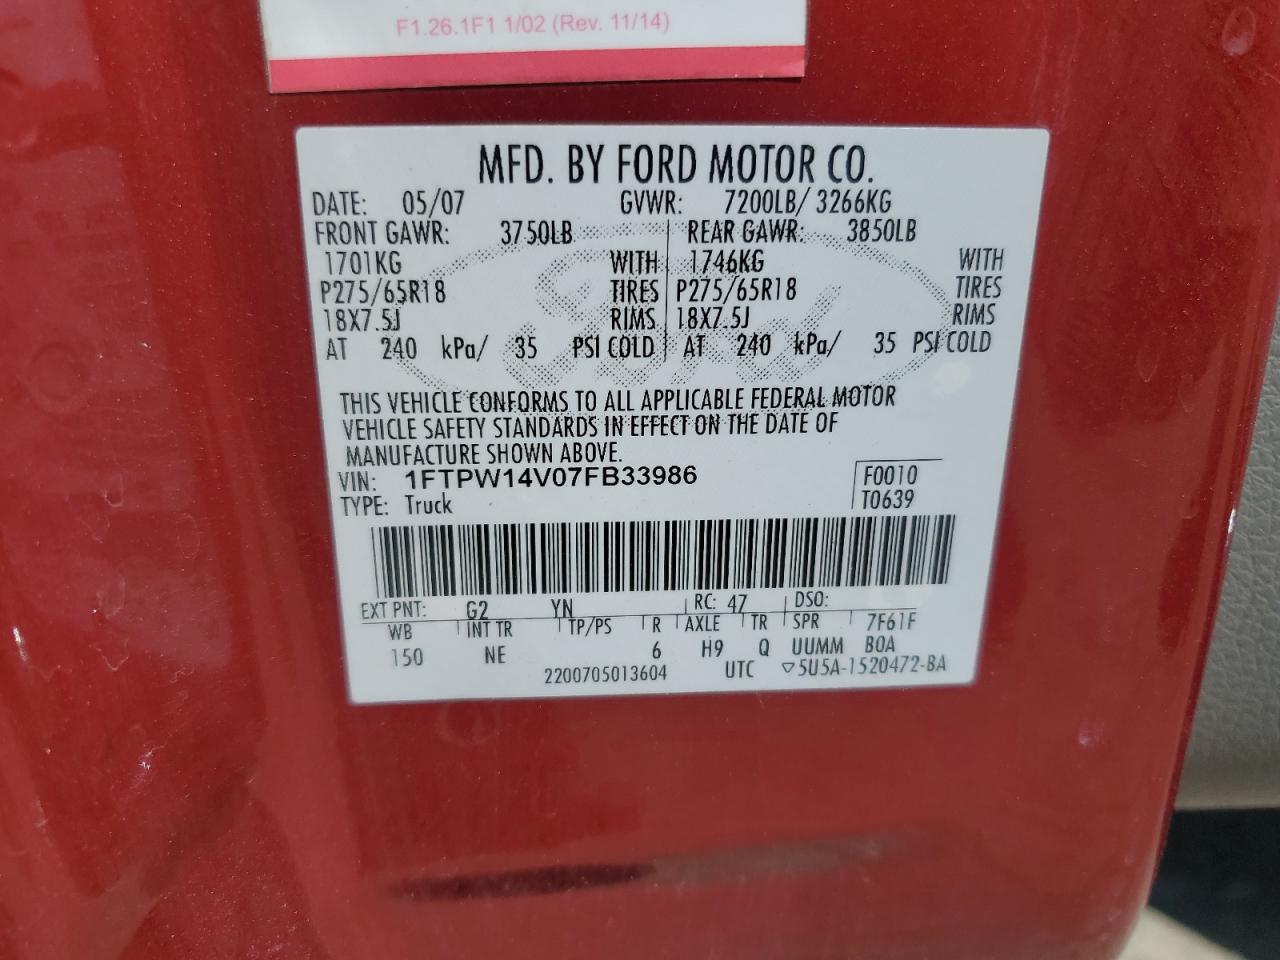 F1.26.1F1 1/02 (Rev. 11/14)
MFD. BY FORD MOTOR CO.
DATE: 05/07 GVWR: 7200LB/ 3266KG
FRONT GAWR: 3750LB REAR GAWR: 3850LB
1701KG WITH 1746KG WITH
P275/65R18 TIRES P275/65R18 TIRES
18X7.5J RIMS 18X7.5J RIMS
AT 240 kPa/ 35 PSI COLD AT 240 kPa/ 35 PSI COLD
Ford
THIS VEHICLE CONFORMS TO ALL APPLICABLE FEDERAL MOTOR
VEHICLE SAFETY STANDARDS IN EFFECT ON THE DATE OF
MANUFACTURE SHOWN ABOVE.
VIN: 1FTPW14V07FB33986 F0010
TYPE: Truck T0639
EXT PNT: G2 YN RC: 47 DSO:
WB INT TR TP/PS R AXLE TR SPR 7F61F
150 NE 6 H9 Q UUMM B0A
2200705013604 UTC ▽5U5A-1520472-BA